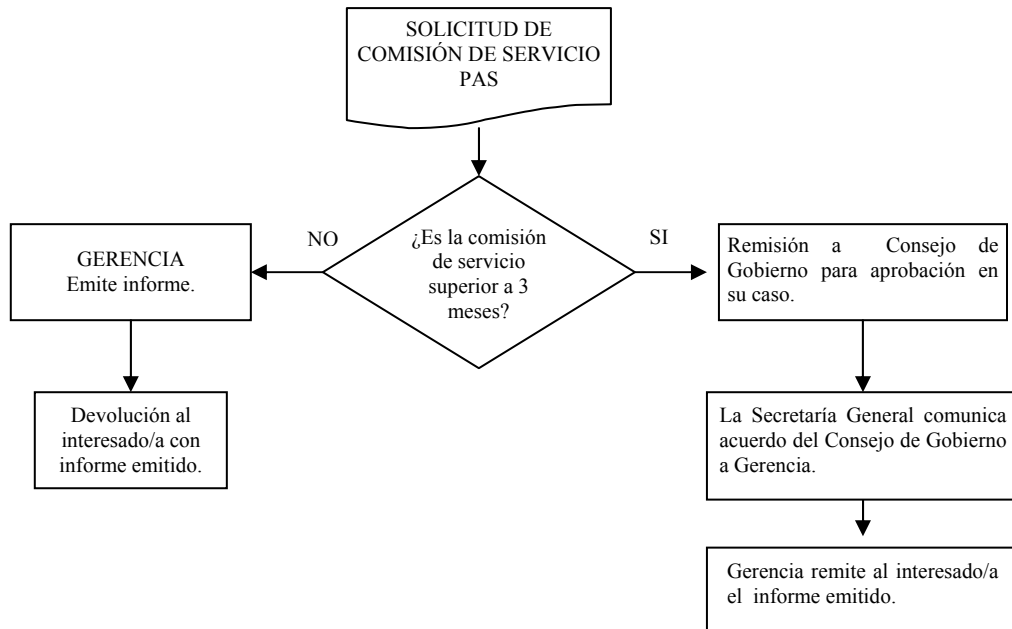 SOLICITUD DE
COMISIÓN DE SERVICIO
PAS
NO
¿Es la comisión
de servicio
superior a 3
meses?
SI
GERENCIA
Emite informe.
Remisión a Consejo de
Gobierno para aprobación en
su caso.
Devolución al
interesado/a con
informe emitido.
La Secretaría General comunica
acuerdo del Consejo de Gobierno
a Gerencia.
Gerencia remite al interesado/a
el informe emitido.